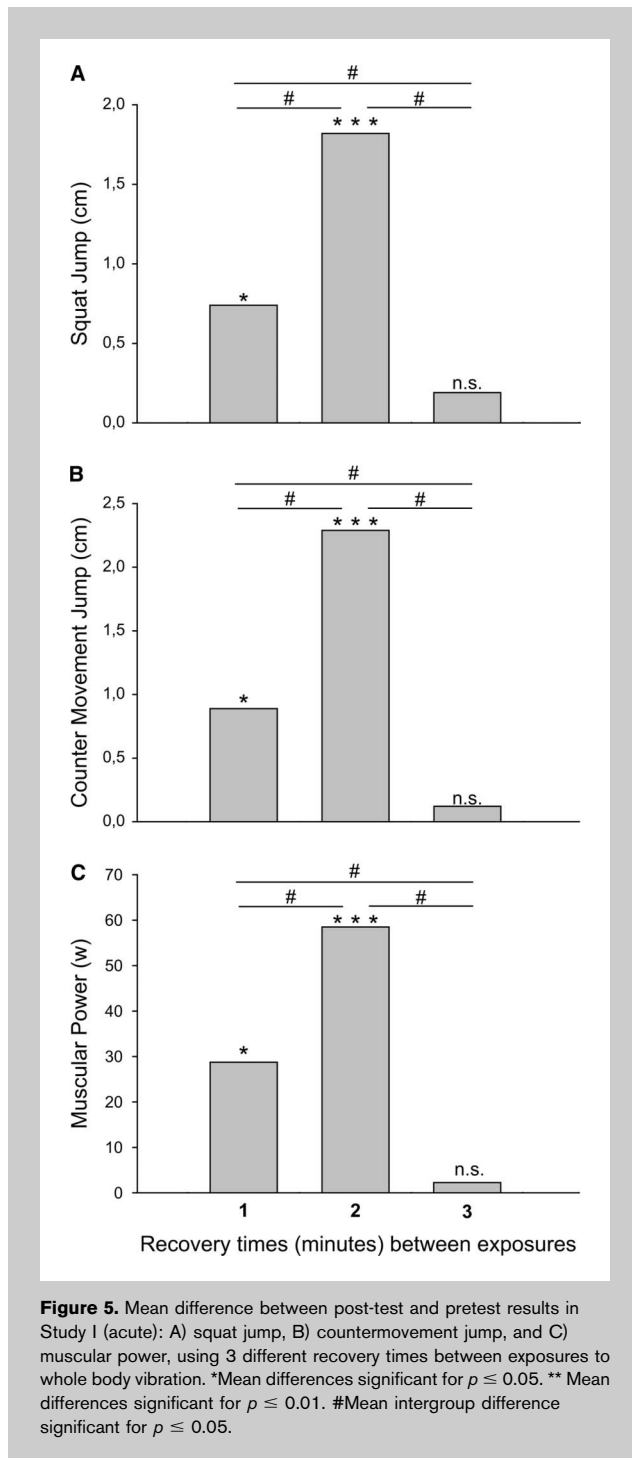 A
#
# #
2,0
* * *
1,5
1,0
*
0,5
n.s.
0,0
Squat Jump (cm)
B
#
# #
2,5
* * *
2,0
1,5
1,0
*
0,5
n.s.
0,0
Counter Movement Jump (cm)
C
#
70
# #
60
* * *
50
40
30
*
20
10
n.s.
0
Muscular Power (w)
1 2 3
Recovery times (minutes) between exposures
Figure 5. Mean difference between post-test and pretest results in
Study I (acute): A) squat jump, B) countermovement jump, and C)
muscular power, using 3 different recovery times between exposures to
whole body vibration. *Mean differences significant for p ≤ 0.05. ** Mean
differences significant for p ≤ 0.01. #Mean intergroup difference
significant for p ≤ 0.05.